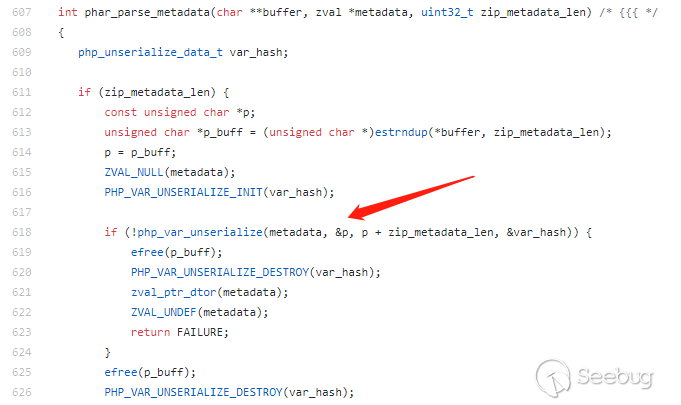 607 int phar_parse_metadata(char **buffer, zval *metadata, uint32_t zip_metadata_len) /* {{{ */
608 {
609 php_unserialize_data_t var_hash;
610
611 if (zip_metadata_len) {
612 const unsigned char *p;
613 unsigned char *p_buff = (unsigned char *)estrndup(*buffer, zip_metadata_len);
614 p = p_buff;
615 ZVAL_NULL(metadata);
616 PHP_VAR_UNSERIALIZE_INIT(var_hash);
617
618 if (!php_var_unserialize(metadata, &p, p + zip_metadata_len, &var_hash)) {
619 efree(p_buff);
620 PHP_VAR_UNSERIALIZE_DESTROY(var_hash);
621 zval_ptr_dtor(metadata);
622 ZVAL_UNDEF(metadata);
623 return FAILURE;
624 }
625 efree(p_buff);
626 PHP_VAR_UNSERIALIZE_DESTROY(var_hash);
Seebug